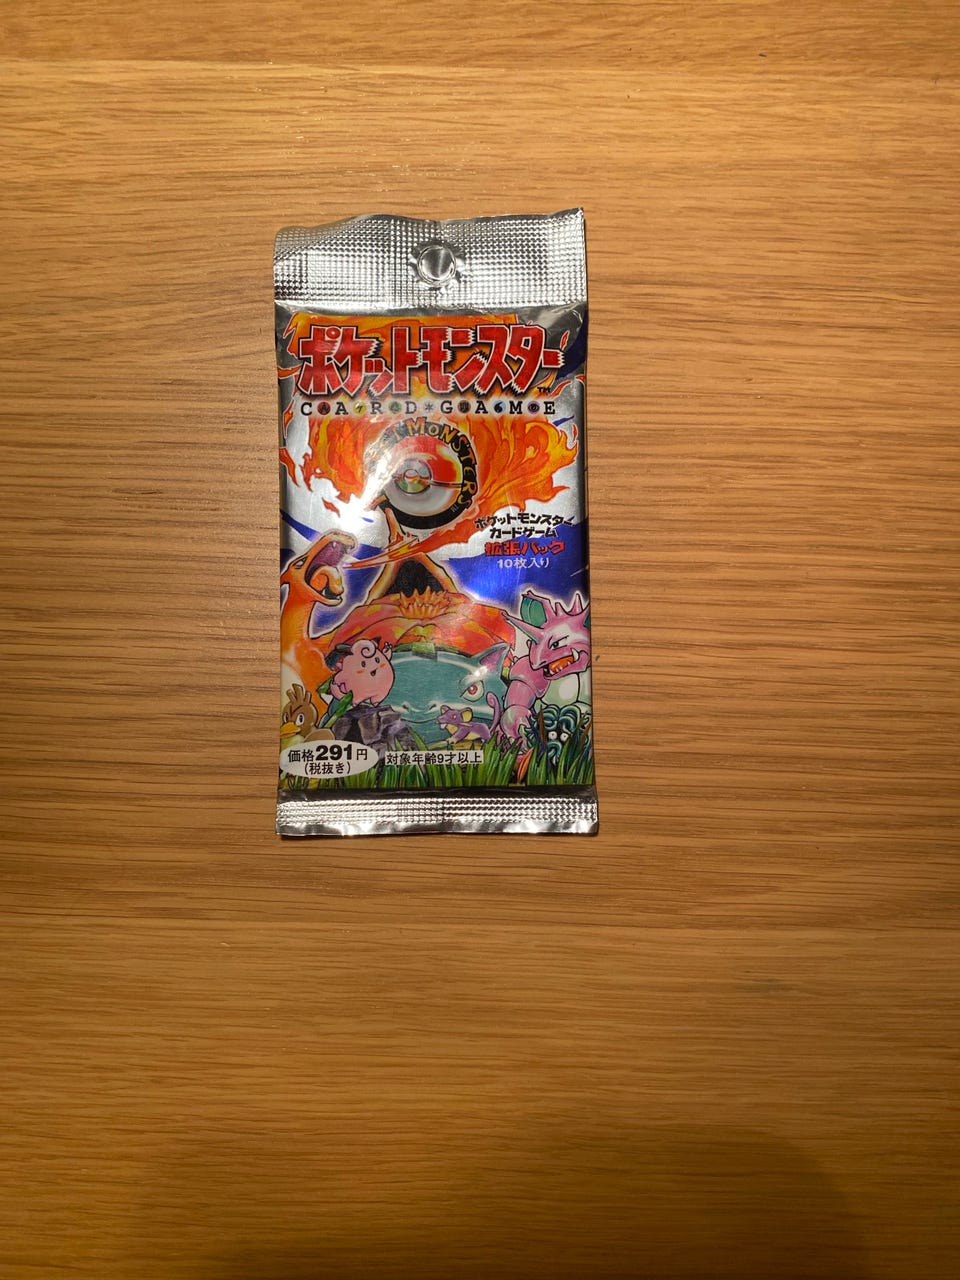 ポケットモンスター
TM
CARD GAME
MONSTERS
ポケットモンスター
カードゲーム
拡張パック
10枚入り
価格291円
(税抜き)
対象年齢9才以上